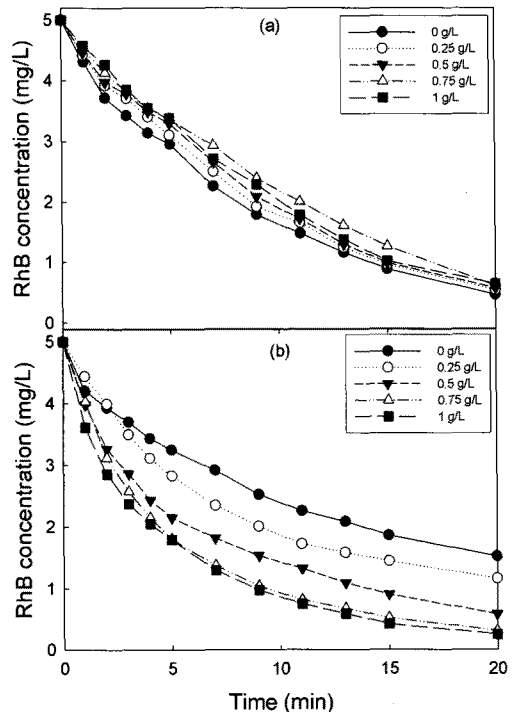 (a)
0 g/L
0.25 g/L
0.5 g/L
0.75 g/L
1 g/L
5
4
3
2
1
0
RhB concentration (mg/L)
(b)
0 g/L
0.25 g/L
0.5 g/L
0.75 g/L
1 g/L
5
4
3
2
1
0
RhB concentration (mg/L)
0 5 10 15 20
Time (min)